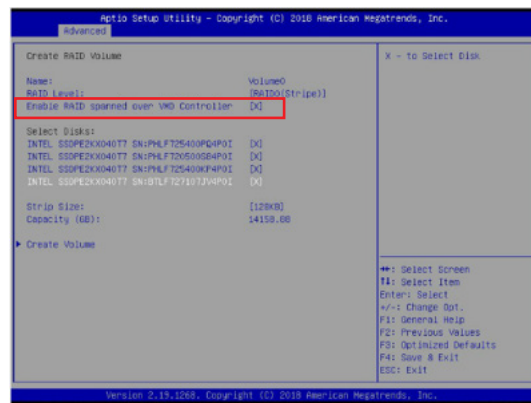 Aptio Setup Utility – Copyright (C) 2018 American Megatrends, Inc.
Advanced
Create RAID Volume
Name: Volume0
RAID Level: [RAID0(Stripe)]
Enable RAID spanned over VMD Controller [X]
Select Disks:
INTEL SSDPE2KX040T7 SN:PHLF725400PQ4P0I [X]
INTEL SSDPE2KX040T7 SN:PHLF720500S84P0I [X]
INTEL SSDPE2KX040T7 SN:PHLF725400KP4P0I [X]
INTEL SSDPE2KX040T7 SN:BTLF727107JV4P0I [X]
Strip Size: [128KB]
Capacity (GB): 14158.08
Create Volume
X - to Select Disk
: Select Screen
↑↓: Select Item
Enter: Select
+/-: Change Opt.
F1: General Help
F2: Previous Values
F3: Optimized Defaults
F4: Save & Exit
ESC: Exit
Version 2.19.1268. Copyright (C) 2018 American Megatrends, Inc.